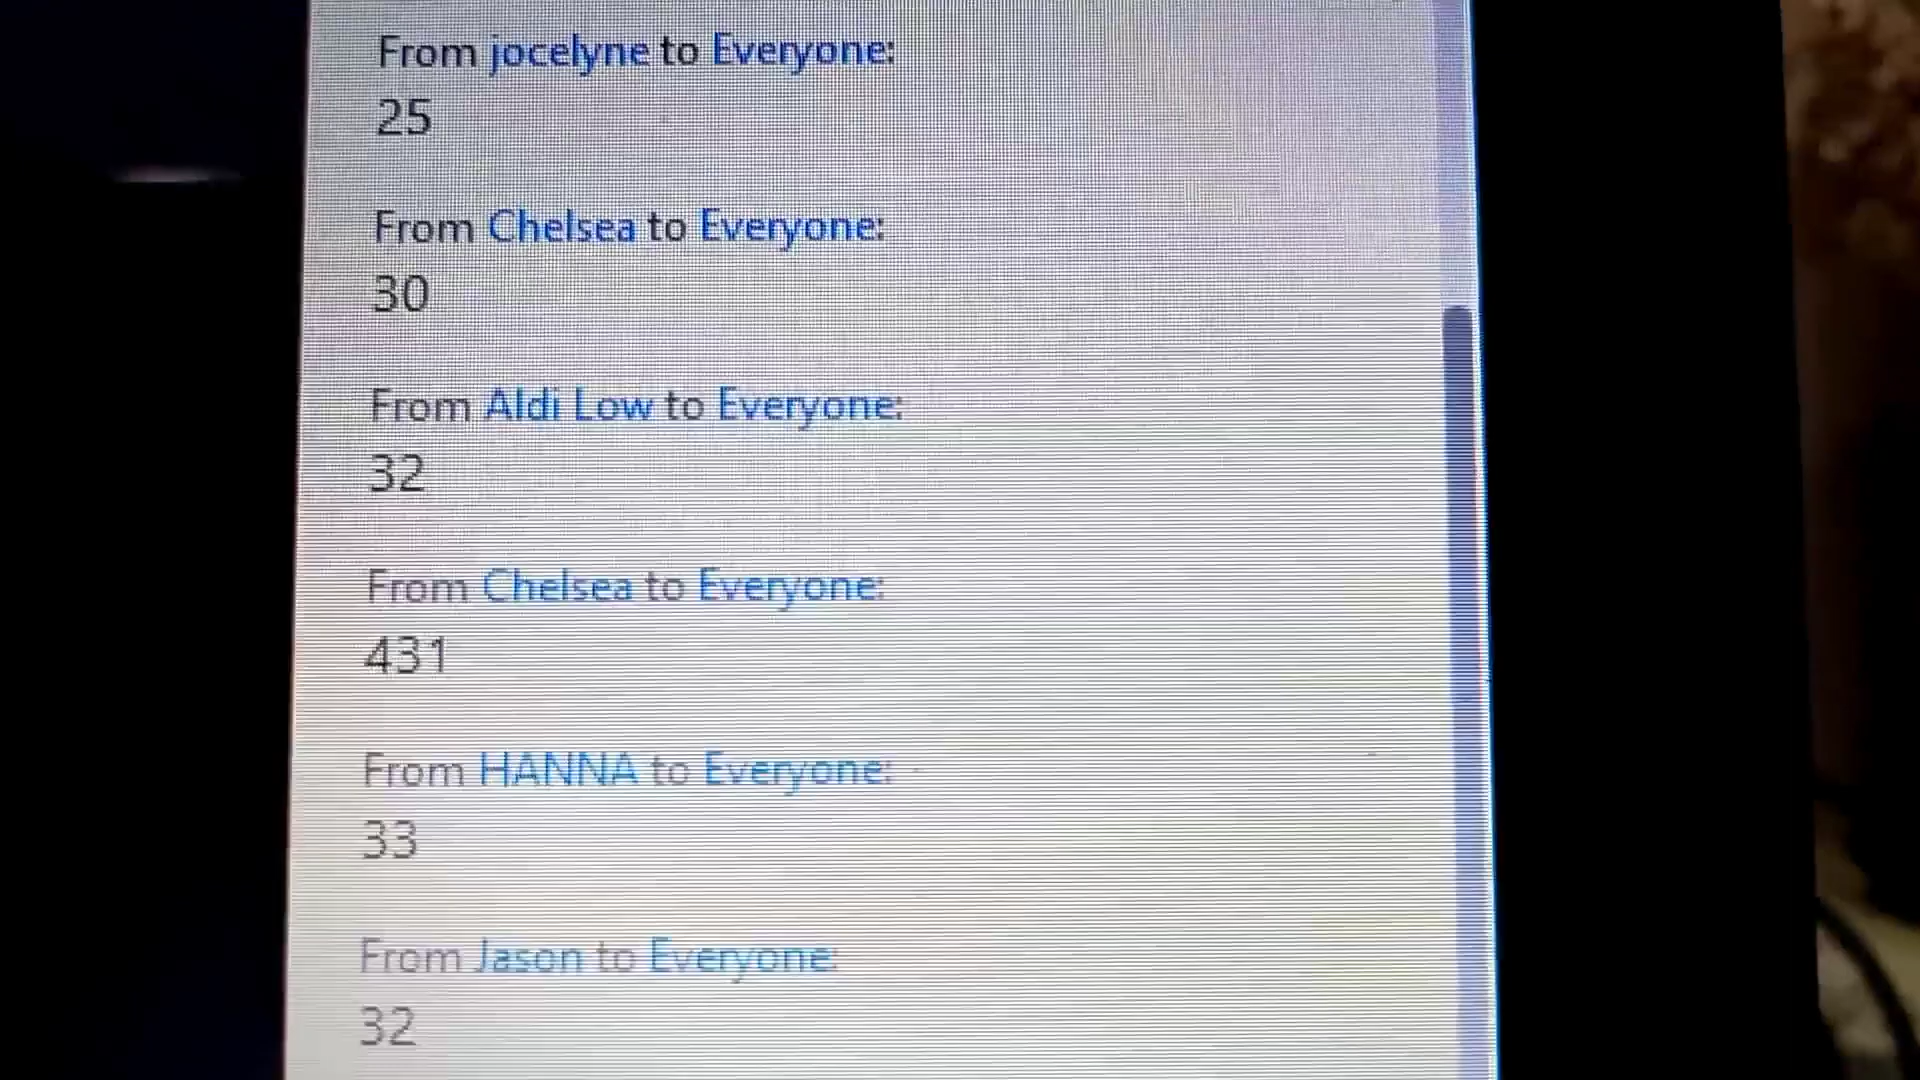 From jocelyne to Everyone:
25
From Chelsea to Everyone:
30
From Aldi Low to Everyone:
32
From Chelsea to Everyone:
431
From HANNA to Everyone:
33
From Jason to Everyone:
32